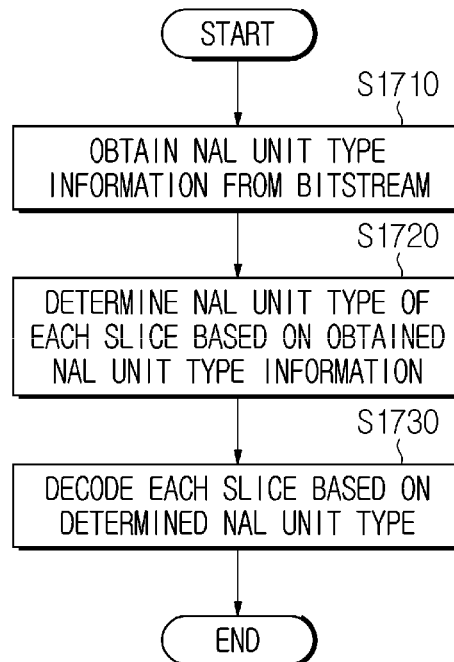 START
S1710
OBTAIN NAL UNIT TYPE
INFORMATION FROM BITSTREAM
S1720
DETERMINE NAL UNIT TYPE OF
EACH SLICE BASED ON OBTAINED
NAL UNIT TYPE INFORMATION
S1730
DECODE EACH SLICE BASED ON
DETERMINED NAL UNIT TYPE
END